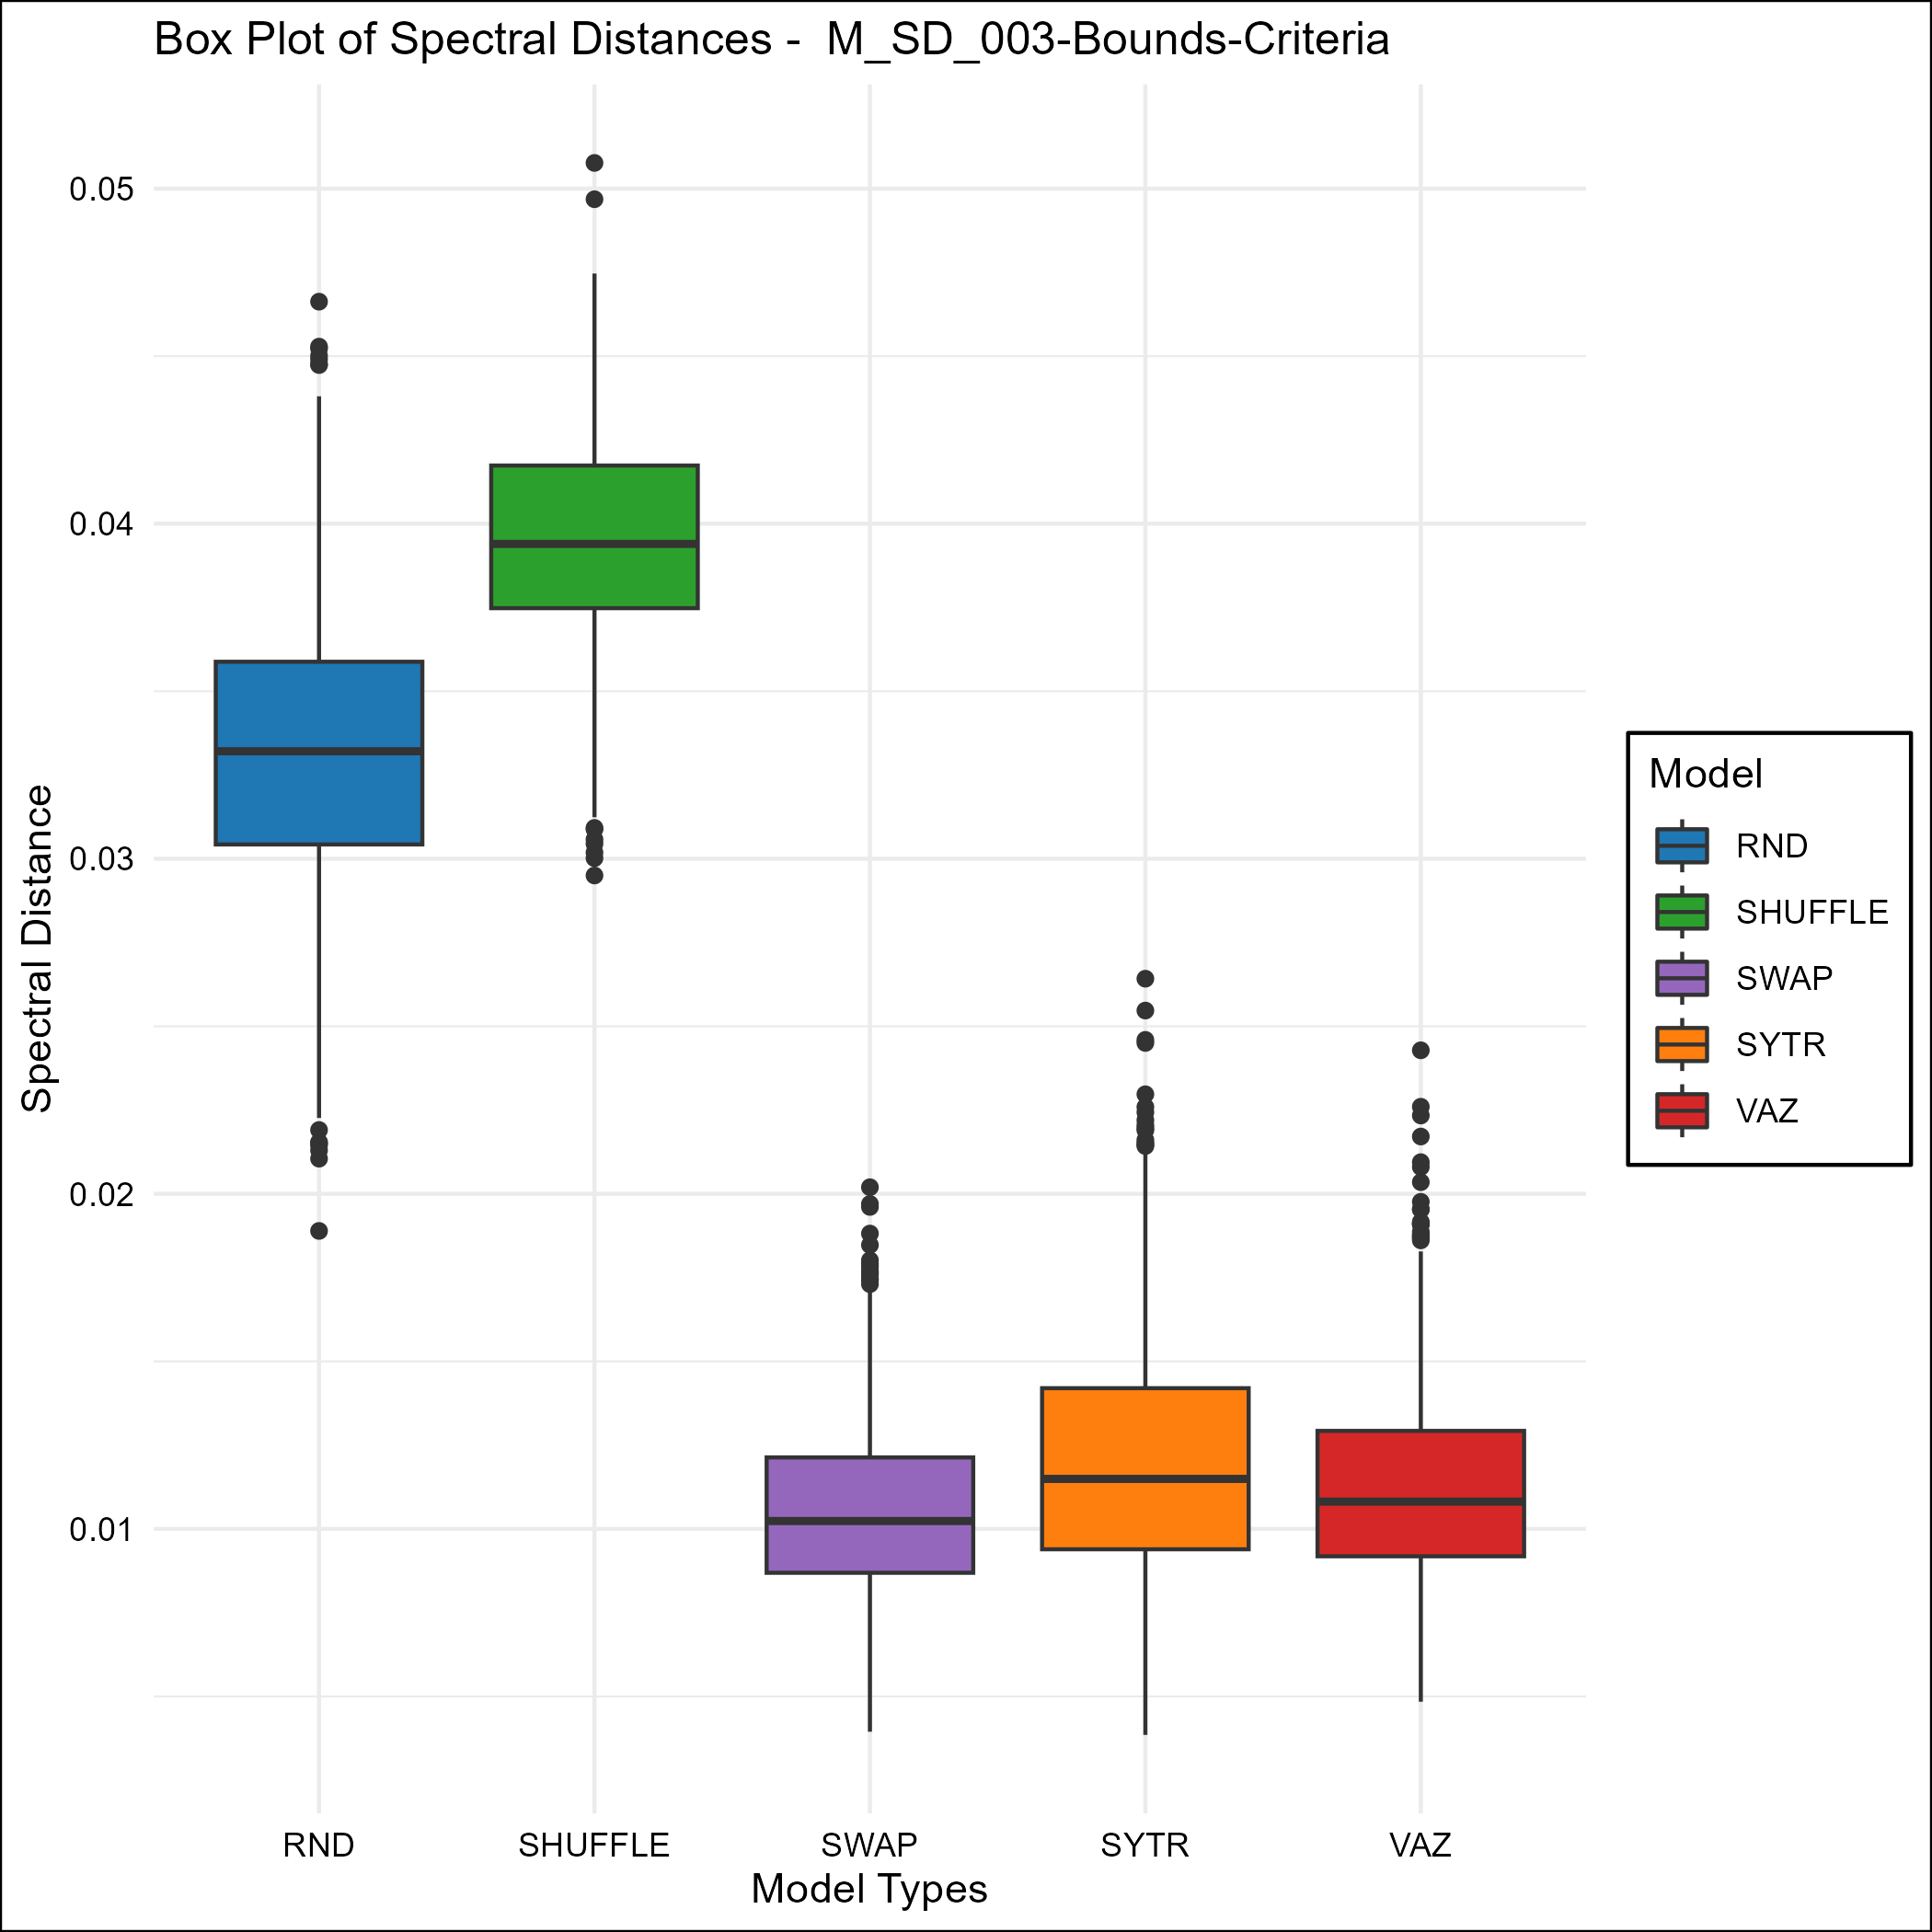 Box Plot of Spectral Distances -  M_SD_003-Bounds-Criteria
Spectral Distance
0.05
0.04
0.03
0.02
0.01
RND
SHUFFLE
SWAP
SYTR
VAZ
Model Types
Model
RND
SHUFFLE
SWAP
SYTR
VAZ